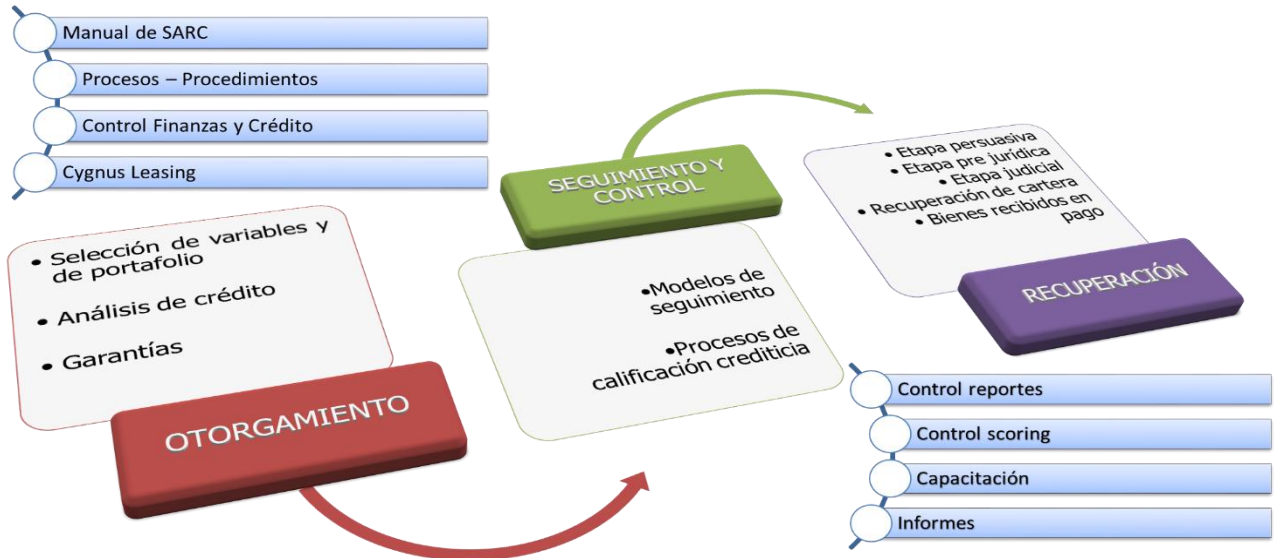 Manual de SARC
Procesos – Procedimientos
Control Finanzas y Crédito
Cygnus Leasing
• Selección de variables y
de portafolio
• Análisis de crédito
• Garantías
OTORGAMIENTO
SEGUIMIENTO Y
CONTROL
•Modelos de
seguimiento
•Procesos de
calificación crediticia
• Etapa persuasiva
• Etapa pre jurídica
• Etapa judicial
• Recuperación de cartera
• Bienes recibidos en
pago
RECUPERACIÓN
Control reportes
Control scoring
Capacitación
Informes